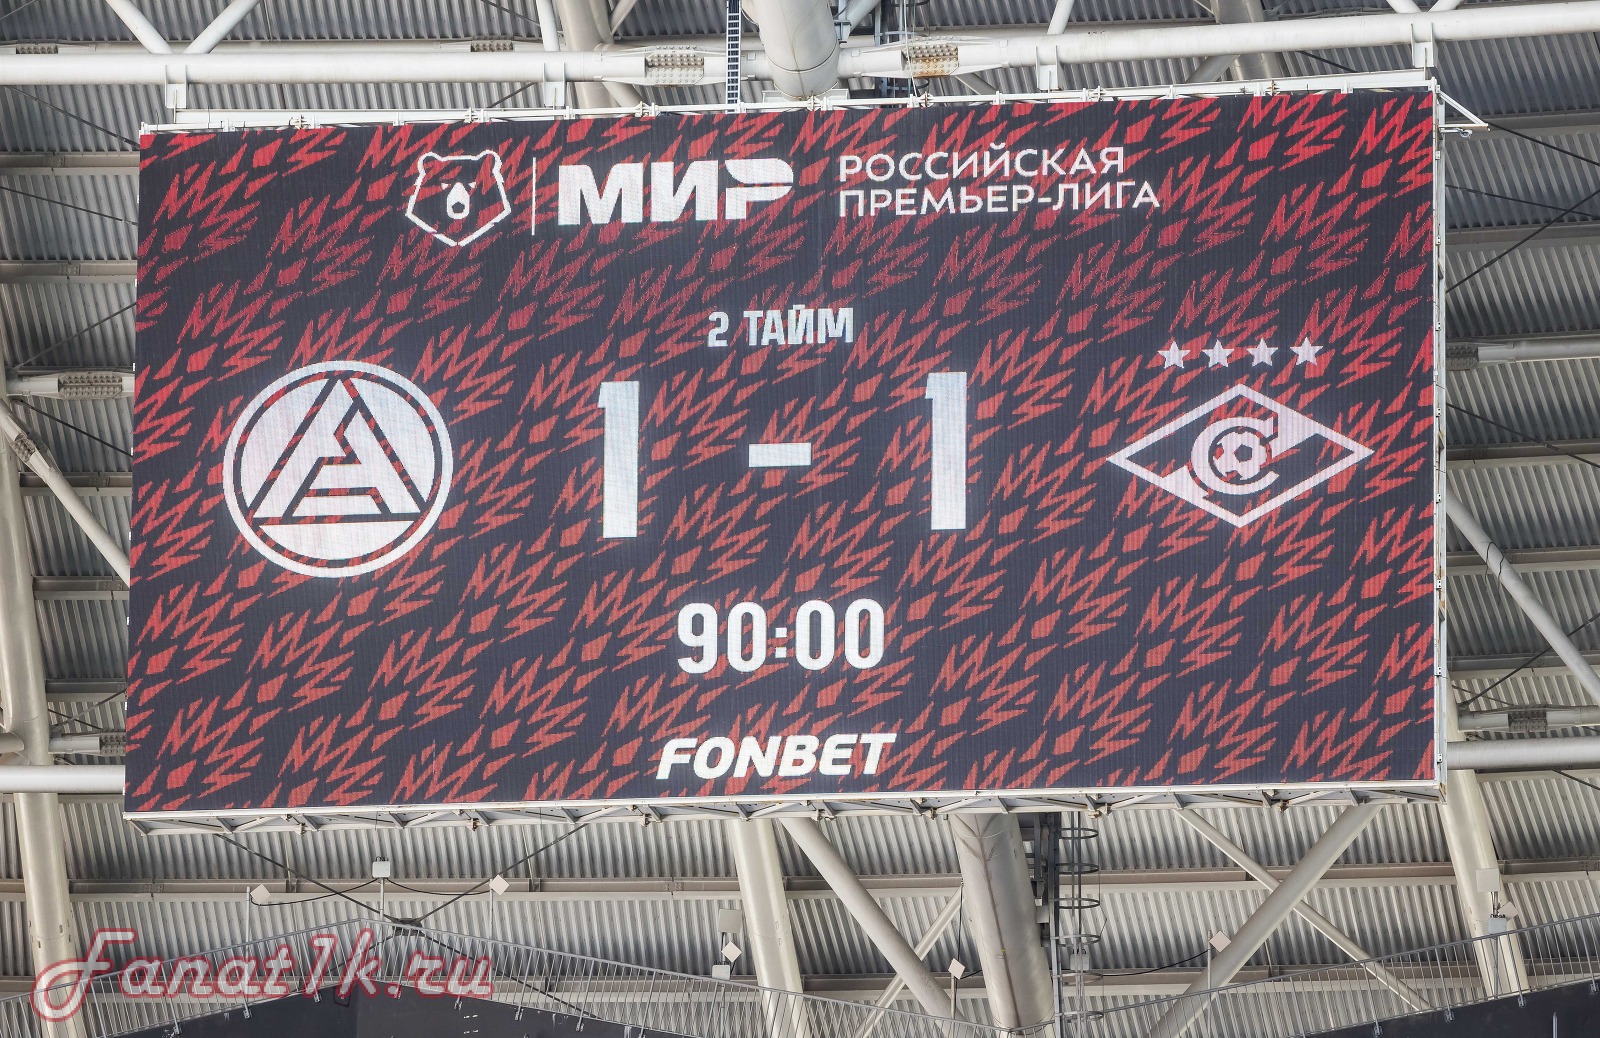 МИР
РОССИЙСКАЯ
ПРЕМЬЕР-ЛИГА
2 ТАЙМ
1 - 1
С
90:00
FONBET
Fanat1k.ru